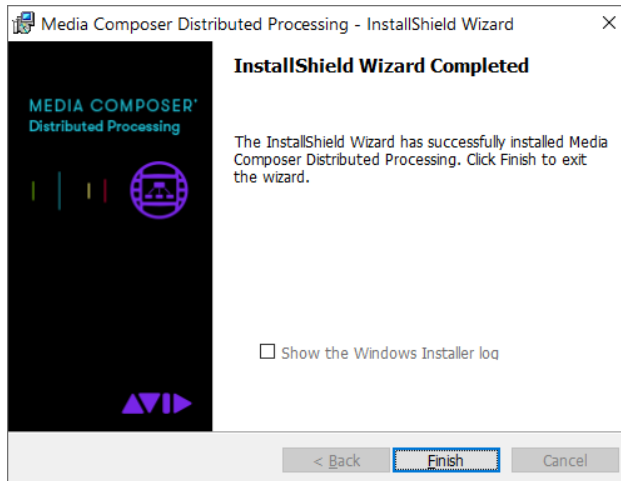 Media Composer Distributed Processing - InstallShield Wizard
InstallShield Wizard Completed
MEDIA COMPOSER
Distributed Processing
The InstallShield Wizard has successfully installed Media
Composer Distributed Processing. Click Finish to exit
the wizard.
Show the Windows Installer log
AVID
< Back
Finish
Cancel